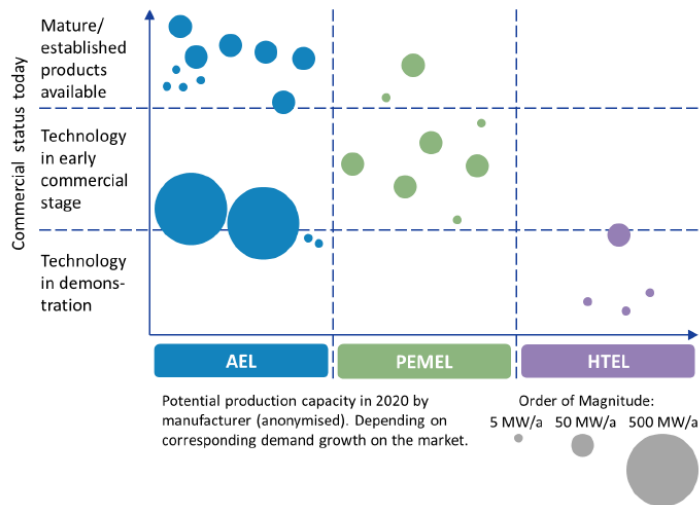 Commercial status today
Mature/
established
products
available
Technology
in early
commercial
stage
Technology
in demons-
tration
AEL
PEMEL
HTEL
Potential production capacity in 2020 by
manufacturer (anonymised). Depending on
corresponding demand growth on the market.
Order of Magnitude:
5 MW/a 50 MW/a 500 MW/a